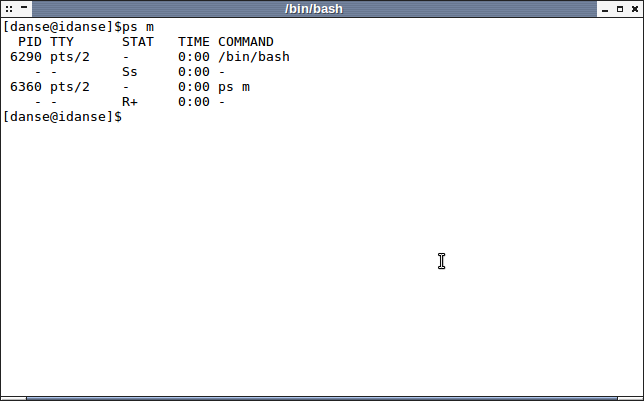 /bin/bash
[danse@idanse]$ps m
  PID TTY      STAT   TIME COMMAND
 6290 pts/2    -      0:00 /bin/bash
    - -        Ss     0:00 -
 6360 pts/2    -      0:00 ps m
    - -        R+     0:00 -
[danse@idanse]$